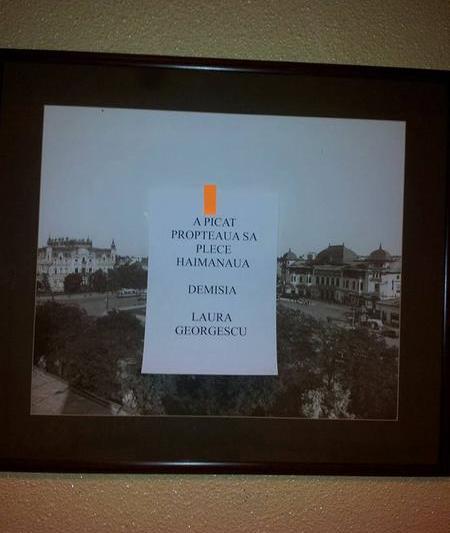 A PICAT
PROPTEAUA SA
PLECE
HAIMANAUA
DEMISIA
LAURA
GEORGESCU